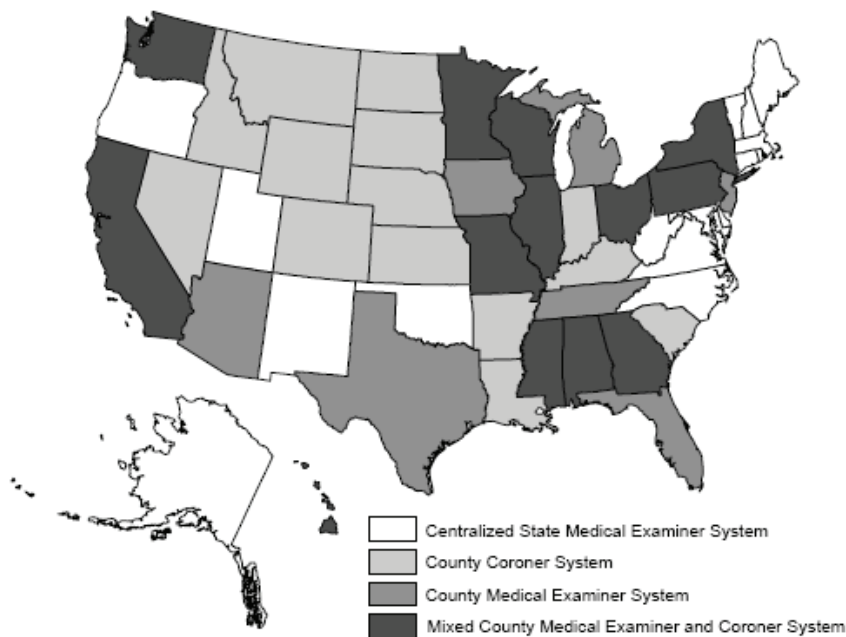 Centralized State Medical Examiner System
County Coroner System
County Medical Examiner System
Mixed County Medical Examiner and Coroner System